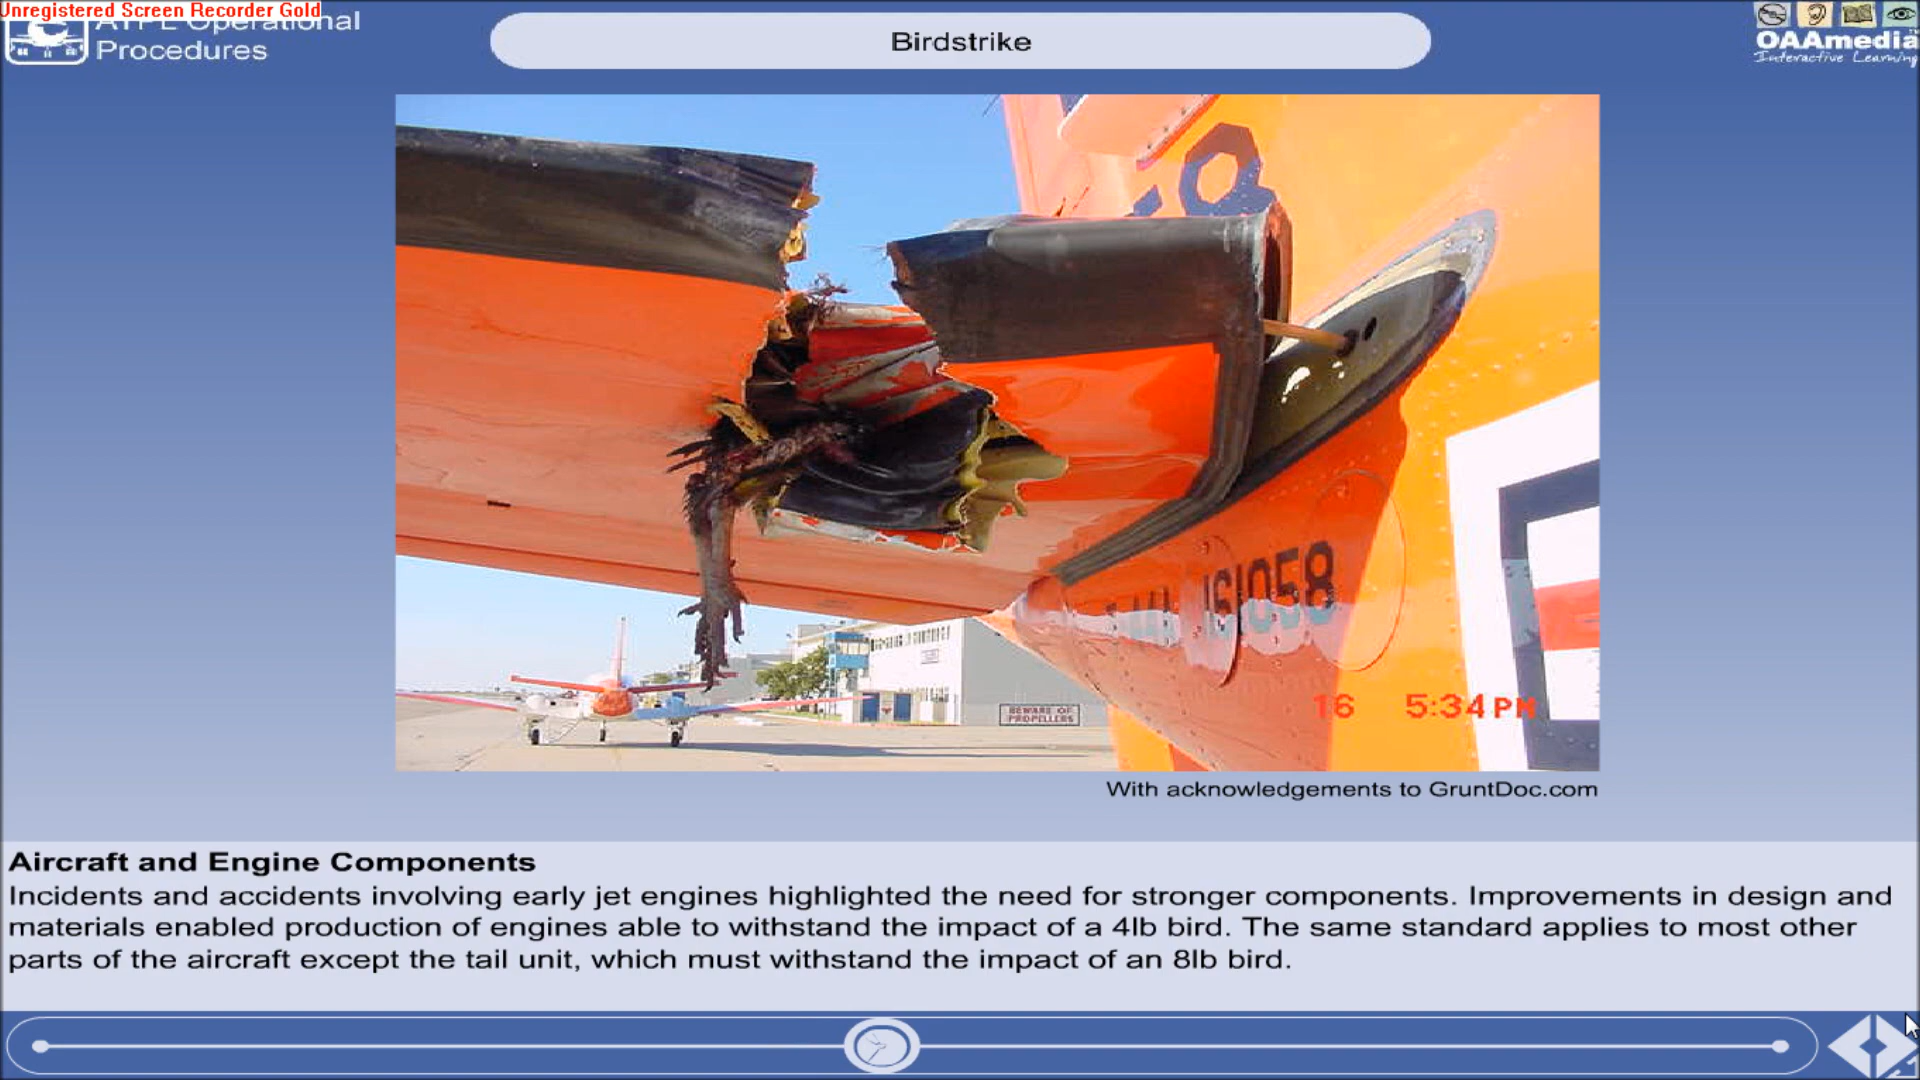 Unregistered Screen Recorder Gold
ATPL Operational
Procedures
Birdstrike
OAAmedia
Interactive Learning
8
161058
BEWARE OF
PROPELLERS
16 5:34 PM
With acknowledgements to GruntDoc.com
Aircraft and Engine Components
Incidents and accidents involving early jet engines highlighted the need for stronger components. Improvements in design and
materials enabled production of engines able to withstand the impact of a 4lb bird. The same standard applies to most other
parts of the aircraft except the tail unit, which must withstand the impact of an 8lb bird.